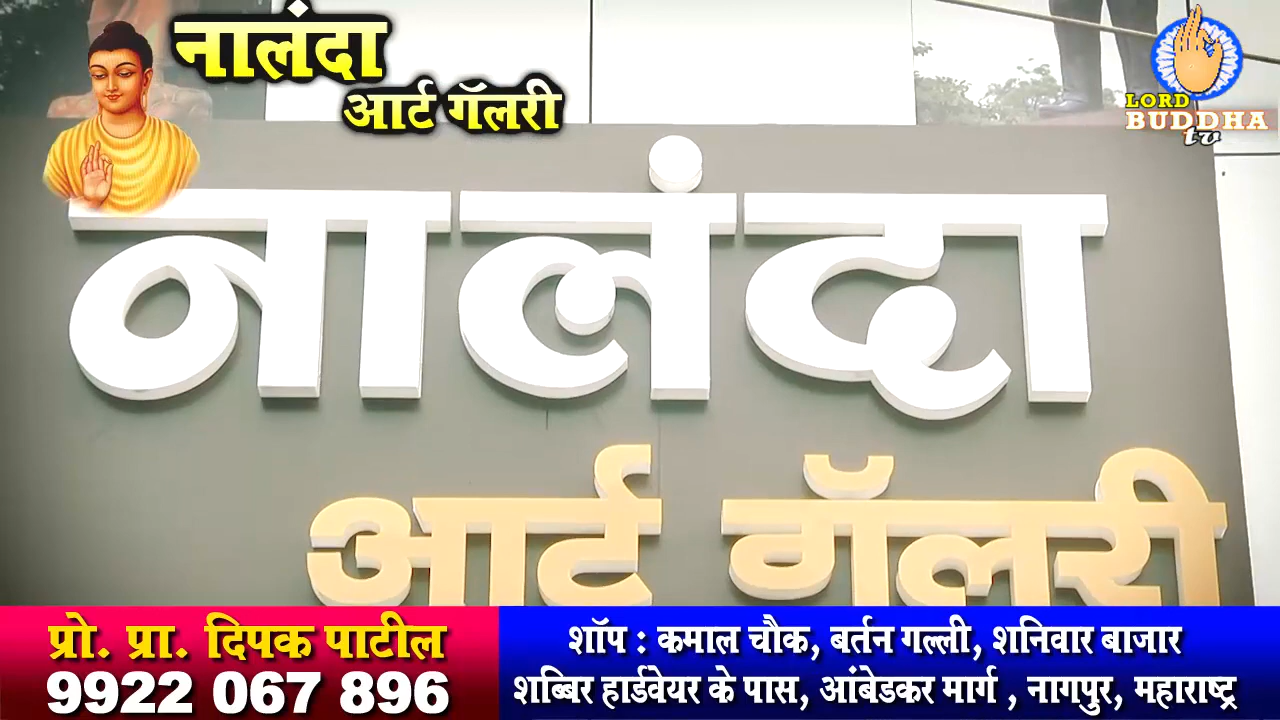 नालंदा
आर्ट गॅलरी
LORD
BUDDHA
tv
नालंदा
आर्ट गॅलरी
प्रो. प्रा. दिपक पाटील
9922 067 896
शॉप : कमाल चौक, बर्तन गल्ली, शनिवार बाजार
शब्बिर हार्डवेयर के पास, आंबेडकर मार्ग , नागपुर, महाराष्ट्र